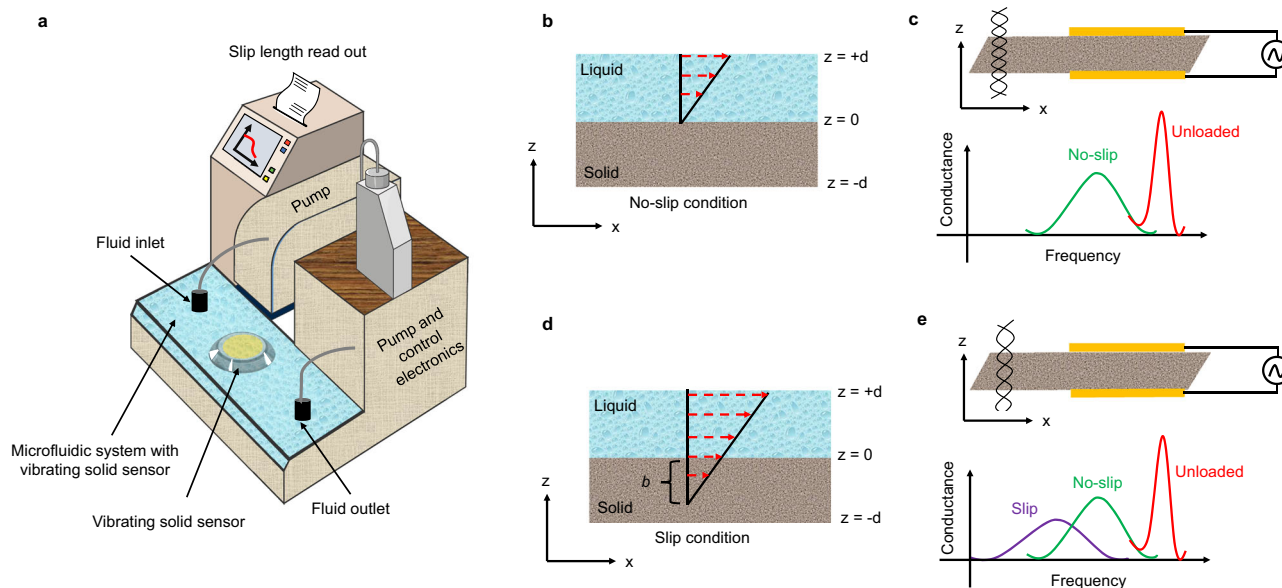 a
Slip length read out
Pump
Fluid inlet
Pump and
control
electronics
Microfluidic system with
vibrating solid sensor
Vibrating solid sensor
Fluid outlet
b
Liquid
Solid
z = +d
z = 0
z = -d
z
x
No-slip condition
c
z
x
Unloaded
No-slip
Conductance
Frequency
d
Liquid
b
Solid
z = +d
z = 0
z = -d
z
x
Slip condition
e
z
x
Unloaded
No-slip
Slip
Conductance
Frequency